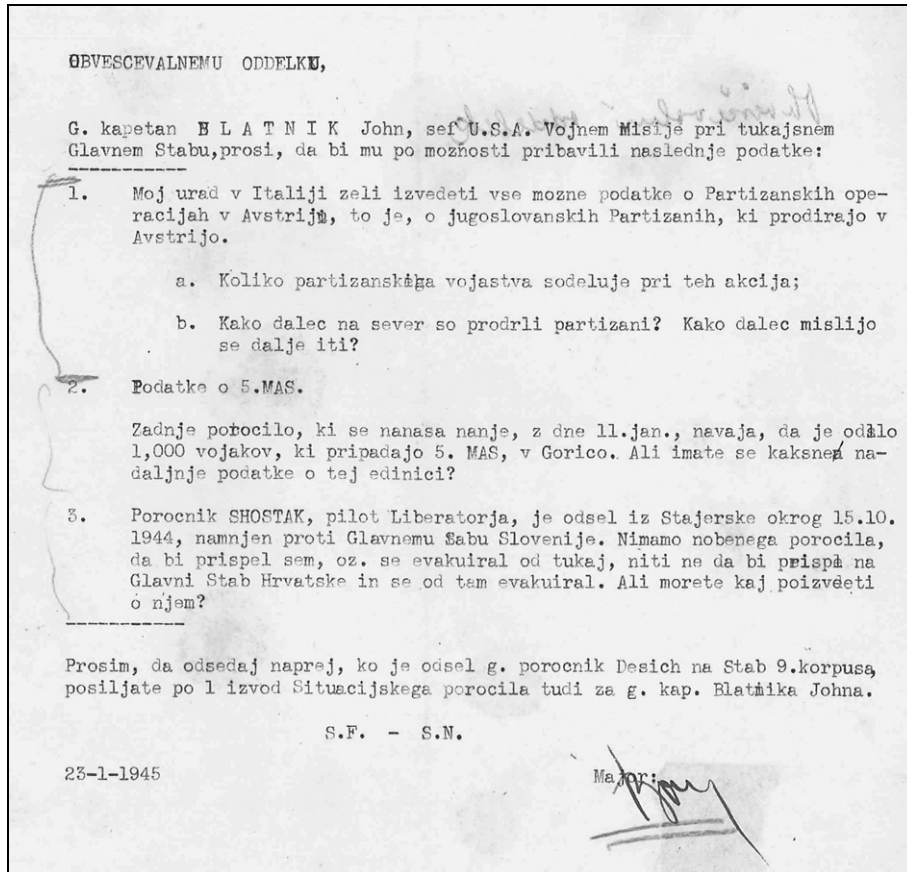 OBVESCEVALNEMU ODDELKU,
G. kapetan B L A T N I K John, sef U.S.A. Vojnem Misije pri tukajsnem
Glavnem Stabu,prosi, da bi mu po moznosti pribavili naslednje podatke:
-----------
1. Moj urad v Italiji zeli izvedeti vse mozne podatke o Partizanskih ope-
racijah v Avstriji, to je, o jugoslovanskih Partizanih, ki prodirajo v
Avstrijo.
a. Koliko partizanskega vojastva sodeluje pri teh akcija;
b. Kako dalec na sever so prodrli partizani? Kako dalec mislijo
se dalje iti?
2. Podatke o 5.MAS.
Zadnje porocilo, ki se nanasa nanje, z dne 11.jan., navaja, da je odslo
1,000 vojakov, ki pripadajo 5. MAS, v Gorico. Ali imate se kaksne na-
daljnje podatke o tej edinici?
3. Porocnik SHOSTAK, pilot Liberatorja, je odsel iz Stajerske okrog 15.10.
1944, namnjen proti Glavnemu Sabu Slovenije. Nimamo nobenega porocila,
da bi prispel sem, oz. se evakuiral od tukaj, niti ne da bi prispel na
Glavni Stab Hrvatske in se od tam evakuiral. Ali morete kaj poizvdeti
o njem?
-----------
Prosim, da odsedaj naprej, ko je odsel g. porocnik Desich na Stab 9.korpusa,
posiljate po 1 izvod Situacijskega porocila tudi za g. kap. Blatnika Johna.
S.F. - S.N.
23-1-1945 Major: